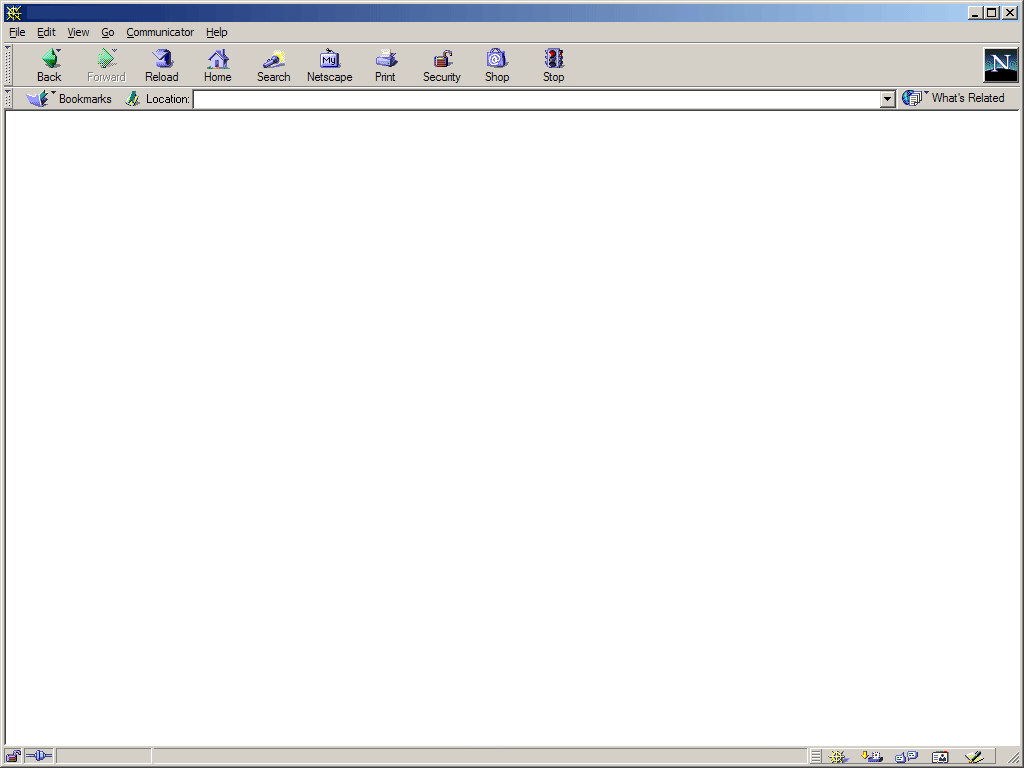 File Edit View Go Communicator Help
Back Forward Reload Home Search Netscape Print Security Shop Stop
My
N
Bookmarks Location: What's Related